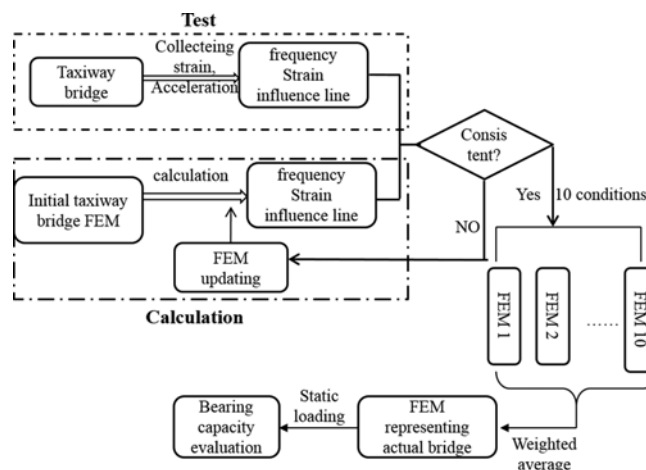 Test
Taxiway
bridge
Collecteing
strain,
Acceleration
frequency
Strain
influence line
Consis
tent?
Initial taxiway
bridge FEM
calculation
frequency
Strain
influence line
FEM
updating
Calculation
NO
Yes
10 conditions
FEM 1
FEM 2
......
FEM 10
Weighted
average
FEM
representing
actual bridge
Static
loading
Bearing
capacity
evaluation